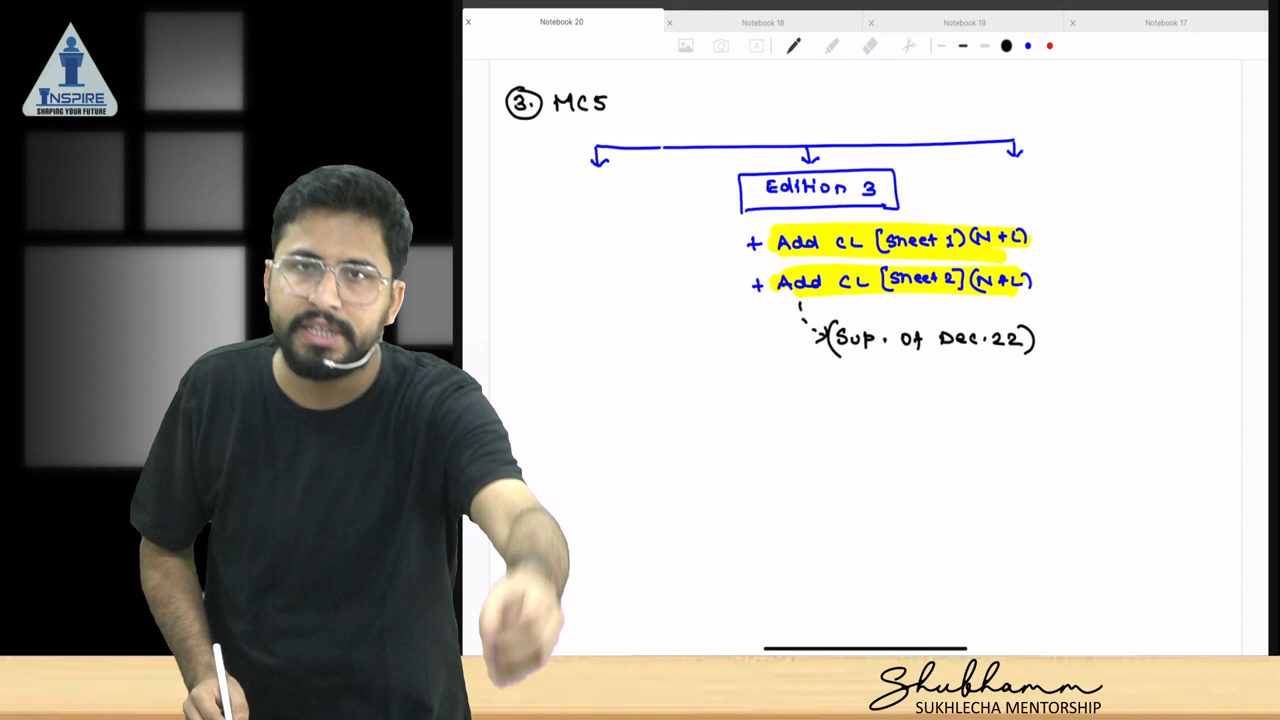 INSPIRE
SHAPING YOUR FUTURE
Notebook 20
Notebook 18
Notebook 19
Notebook 17
A
3. MCS
Edition 3
+ Add CL [Sheet 1) (N+L)
+ Add CL [Sheet 2] (N+L)
(Sup. of Dec. 22)
Shubhamm
SUKHLECHA MENTORSHIP